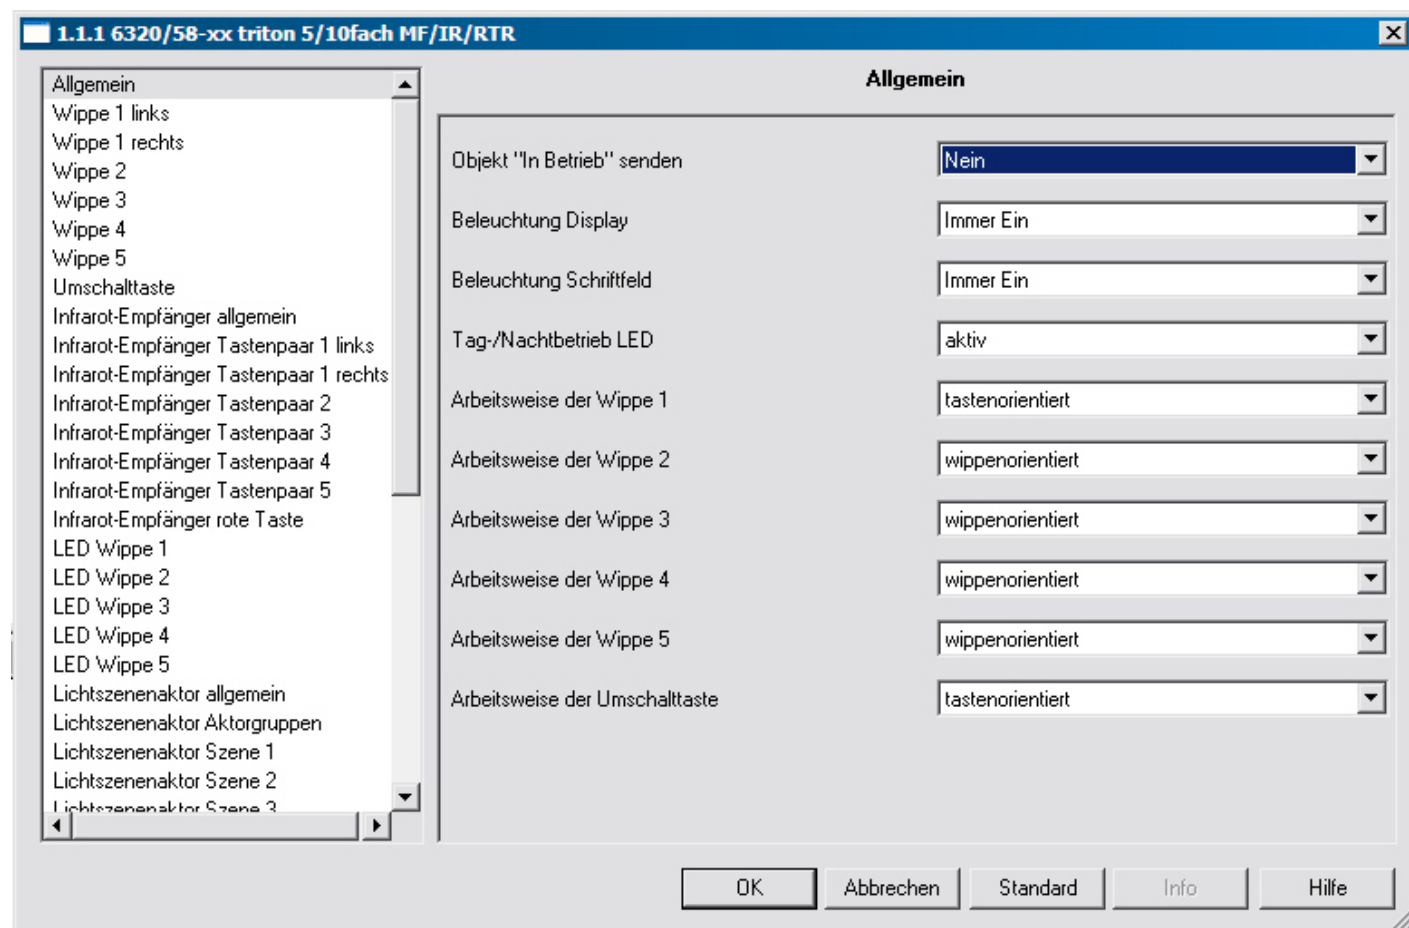 1.1.1 6320/58-xx triton 5/10fach MF/IR/RTR
Allgemein
Wippe 1 links
Wippe 1 rechts
Wippe 2
Wippe 3
Wippe 4
Wippe 5
Umschalttaste
Infrarot-Empfänger allgemein
Infrarot-Empfänger Tastenpaar 1 links
Infrarot-Empfänger Tastenpaar 1 rechts
Infrarot-Empfänger Tastenpaar 2
Infrarot-Empfänger Tastenpaar 3
Infrarot-Empfänger Tastenpaar 4
Infrarot-Empfänger Tastenpaar 5
Infrarot-Empfänger rote Taste
LED Wippe 1
LED Wippe 2
LED Wippe 3
LED Wippe 4
LED Wippe 5
Lichtszenenaktor allgemein
Lichtszenenaktor Aktorgruppen
Lichtszenenaktor Szene 1
Lichtszenenaktor Szene 2
Lichtszenenaktor Szene 3
Allgemein
Objekt "In Betrieb" senden Nein
Beleuchtung Display Immer Ein
Beleuchtung Schriftfeld Immer Ein
Tag-/Nachtbetrieb LED aktiv
Arbeitsweise der Wippe 1 tastenorientiert
Arbeitsweise der Wippe 2 wippenorientiert
Arbeitsweise der Wippe 3 wippenorientiert
Arbeitsweise der Wippe 4 wippenorientiert
Arbeitsweise der Wippe 5 wippenorientiert
Arbeitsweise der Umschalttaste tastenorientiert
OK Abbrechen Standard Info Hilfe